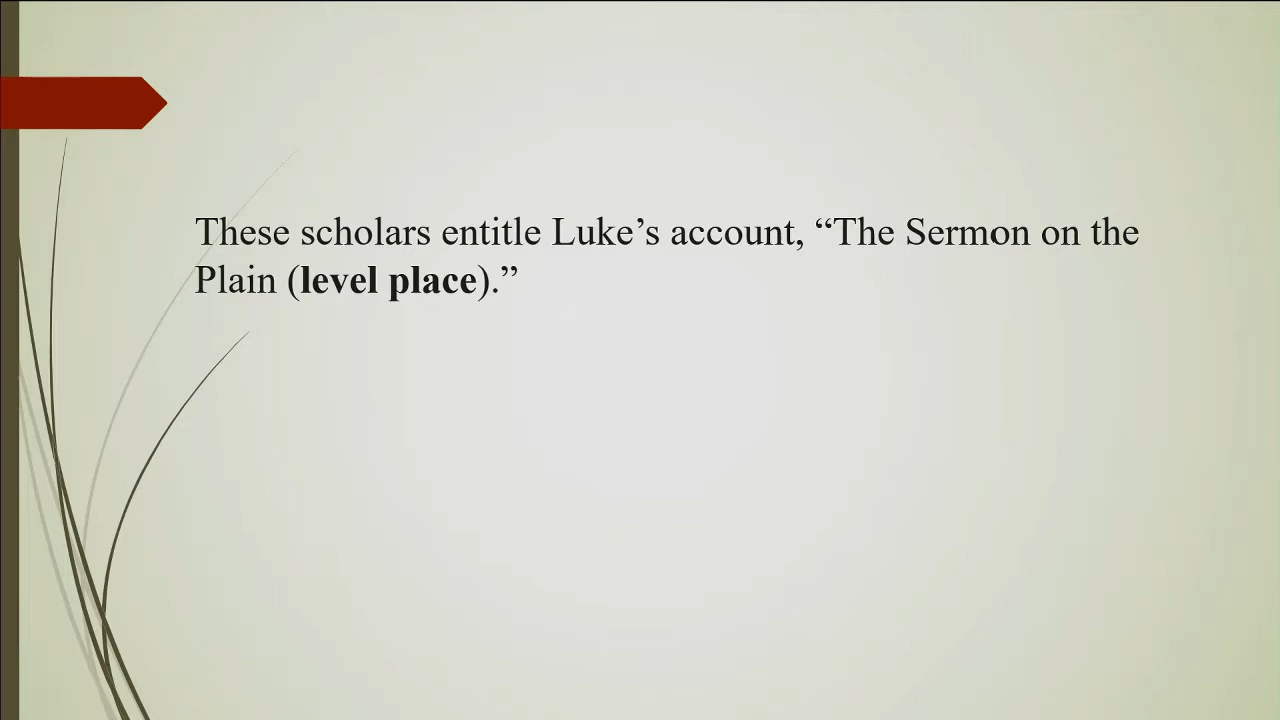 These scholars entitle Luke’s account, “The Sermon on the
Plain (level place).”